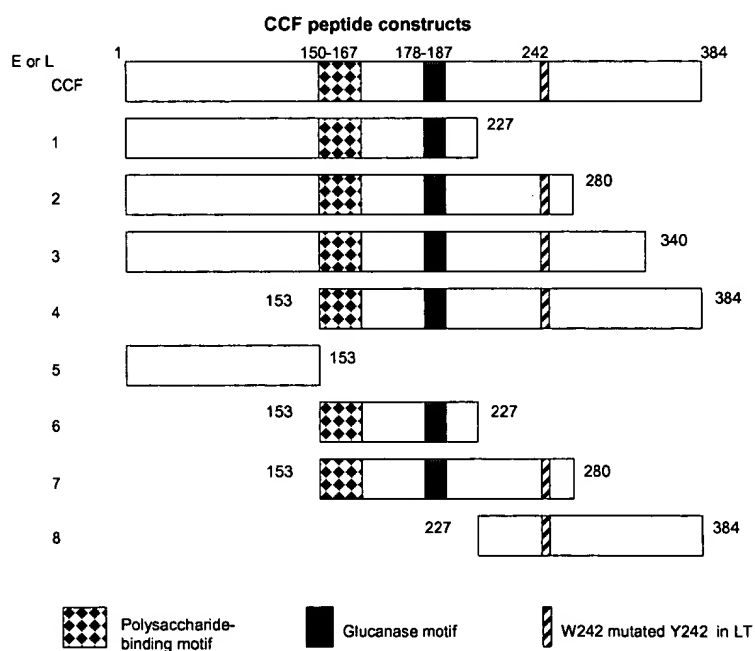 CCF peptide constructs
1 150-167 178-187 242 384
E or L
CCF
1 227
2 280
3 340
4 153 384
5 153
6 153 227
7 153 280
8 227 384
Polysaccharide-
binding motif
Glucanase motif
W242 mutated Y242 in LT